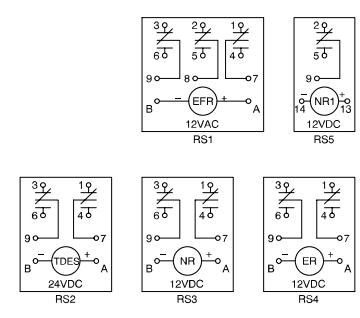 3 2 1 2
6 5 4 5
9 8 7 9
B − EFR + A − NR1 +
14 13
12VAC 12VDC
RS1 RS5
3 1 3 1 3 1
6 4 6 4 6 4
9 7 9 7 9 7
B − TDES + A B − NR + A B − ER + A
24VDC 12VDC 12VDC
RS2 RS3 RS4